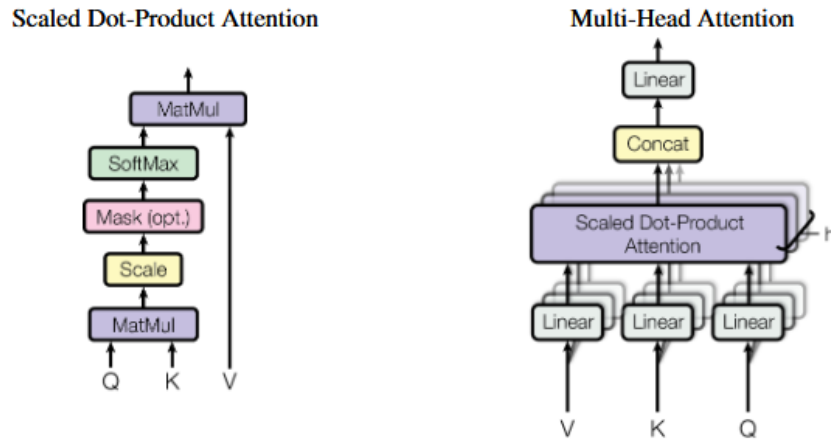 Scaled Dot-Product Attention
MatMul
SoftMax
Mask (opt.)
Scale
MatMul
Q K V
Multi-Head Attention
Linear
Concat
Scaled Dot-Product
Attention
h
Linear Linear Linear
V K Q